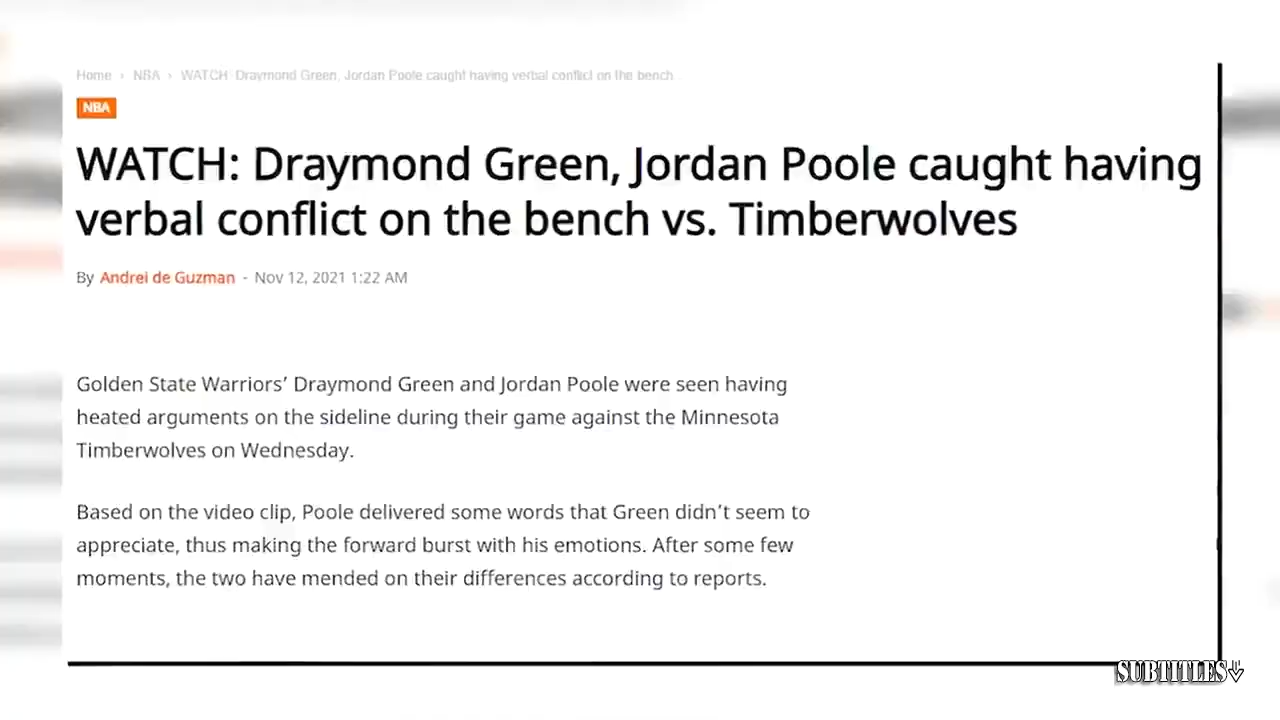 Home › NBA › WATCH: Draymond Green, Jordan Poole caught having verbal conflict on the bench
NBA
WATCH: Draymond Green, Jordan Poole caught having
verbal conflict on the bench vs. Timberwolves
By Andrei de Guzman - Nov 12, 2021 1:22 AM
Golden State Warriors’ Draymond Green and Jordan Poole were seen having
heated arguments on the sideline during their game against the Minnesota
Timberwolves on Wednesday.
Based on the video clip, Poole delivered some words that Green didn’t seem to
appreciate, thus making the forward burst with his emotions. After some few
moments, the two have mended on their differences according to reports.
SUBTITLES